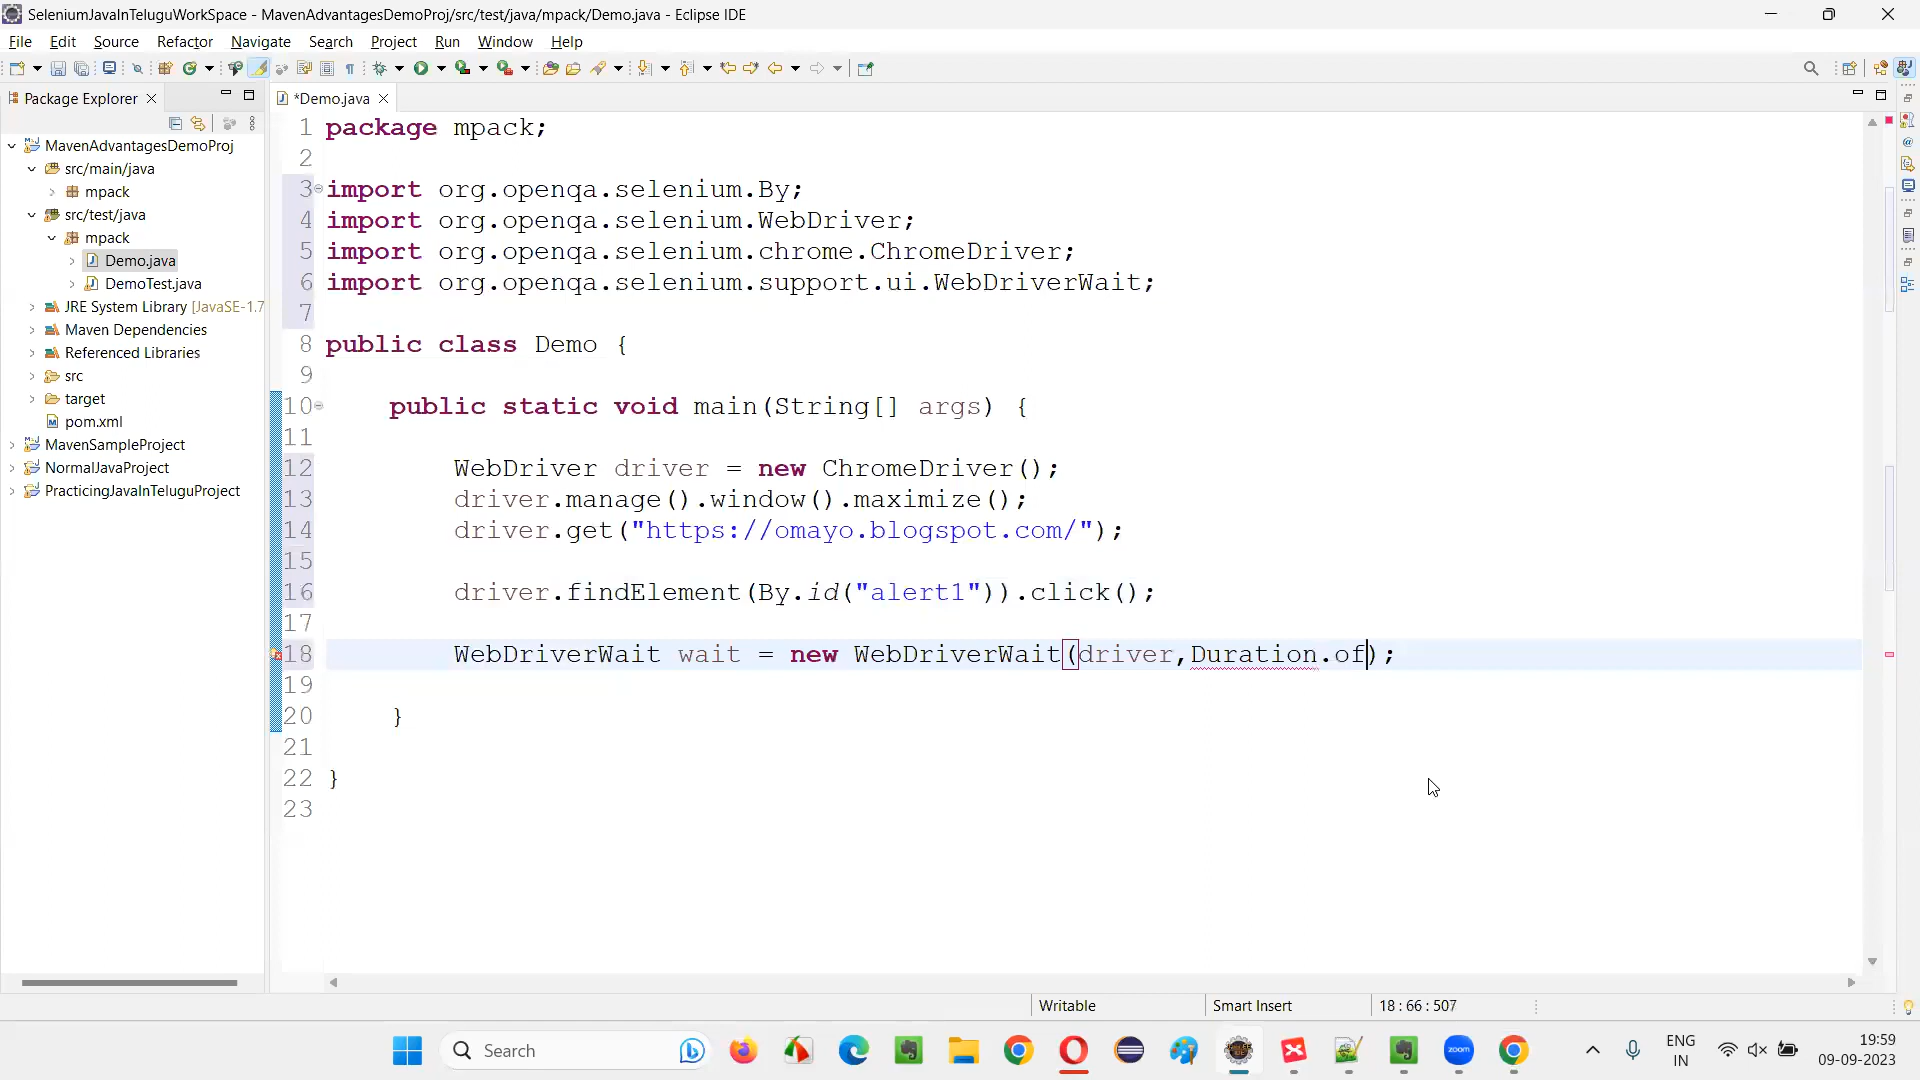 SeleniumJavaInTeluguWorkSpace - MavenAdvantagesDemoProj/src/test/java/mpack/Demo.java - Eclipse IDE
File Edit Source Refactor Navigate Search Project Run Window Help
Package Explorer
*Demo.java
MavenAdvantagesDemoProj
src/main/java
mpack
src/test/java
mpack
Demo.java
DemoTest.java
JRE System Library [JavaSE-1.7
Maven Dependencies
Referenced Libraries
src
target
pom.xml
MavenSampleProject
NormalJavaProject
PracticingJavaInTeluguProject
1 package mpack;
2
3 import org.openqa.selenium.By;
4 import org.openqa.selenium.WebDriver;
5 import org.openqa.selenium.chrome.ChromeDriver;
6 import org.openqa.selenium.support.ui.WebDriverWait;
7
8 public class Demo {
9
10 public static void main(String[] args) {
11
12 WebDriver driver = new ChromeDriver();
13 driver.manage().window().maximize();
14 driver.get("https://omayo.blogspot.com/");
15
16 driver.findElement(By.id("alert1")).click();
17
18 WebDriverWait wait = new WebDriverWait(driver,Duration.of);
19
20 }
21
22 }
23
Writable Smart Insert 18 : 66 : 507
Search
zoom
ENG
IN
19:59
09-09-2023